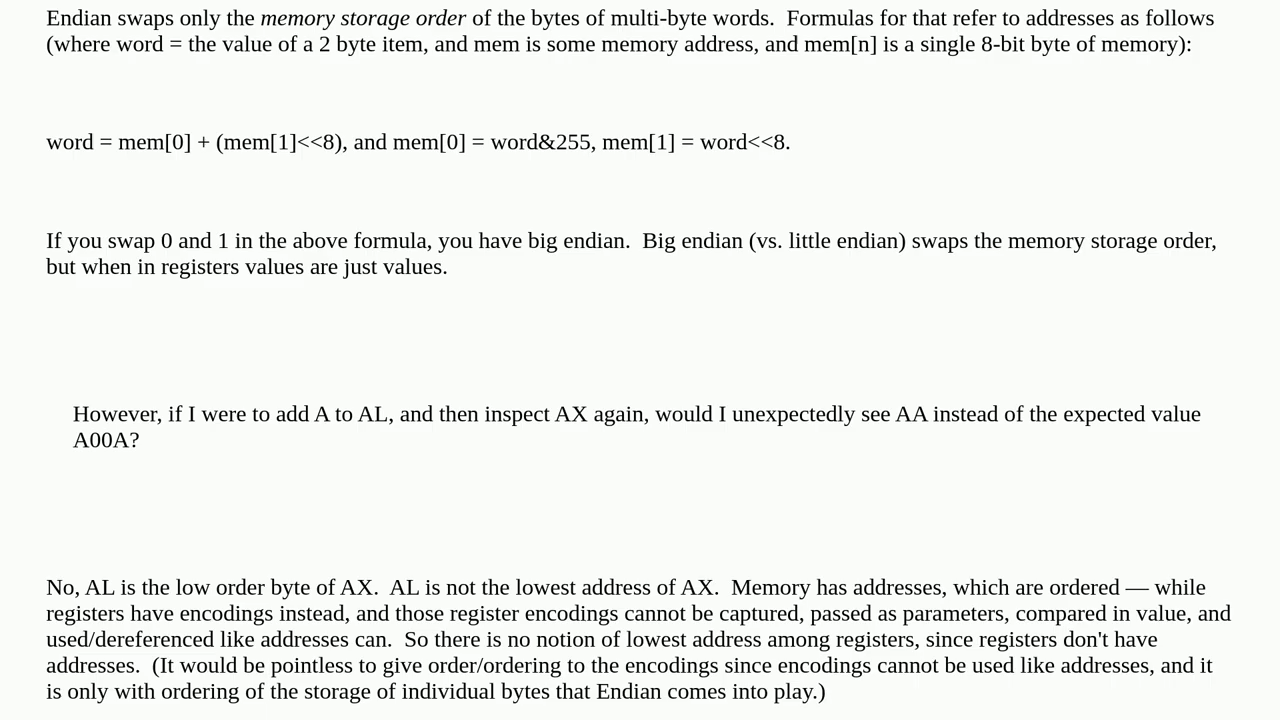 Endian swaps only the memory storage order of the bytes of multi-byte words.  Formulas for that refer to addresses as follows
(where word = the value of a 2 byte item, and mem is some memory address, and mem[n] is a single 8-bit byte of memory):
word = mem[0] + (mem[1]<<8), and mem[0] = word&255, mem[1] = word<<8.
If you swap 0 and 1 in the above formula, you have big endian.  Big endian (vs. little endian) swaps the memory storage order,
but when in registers values are just values.
However, if I were to add A to AL, and then inspect AX again, would I unexpectedly see AA instead of the expected value
A00A?
No, AL is the low order byte of AX.  AL is not the lowest address of AX.  Memory has addresses, which are ordered — while
registers have encodings instead, and those register encodings cannot be captured, passed as parameters, compared in value, and
used/dereferenced like addresses can.  So there is no notion of lowest address among registers, since registers don't have
addresses.  (It would be pointless to give order/ordering to the encodings since encodings cannot be used like addresses, and it
is only with ordering of the storage of individual bytes that Endian comes into play.)